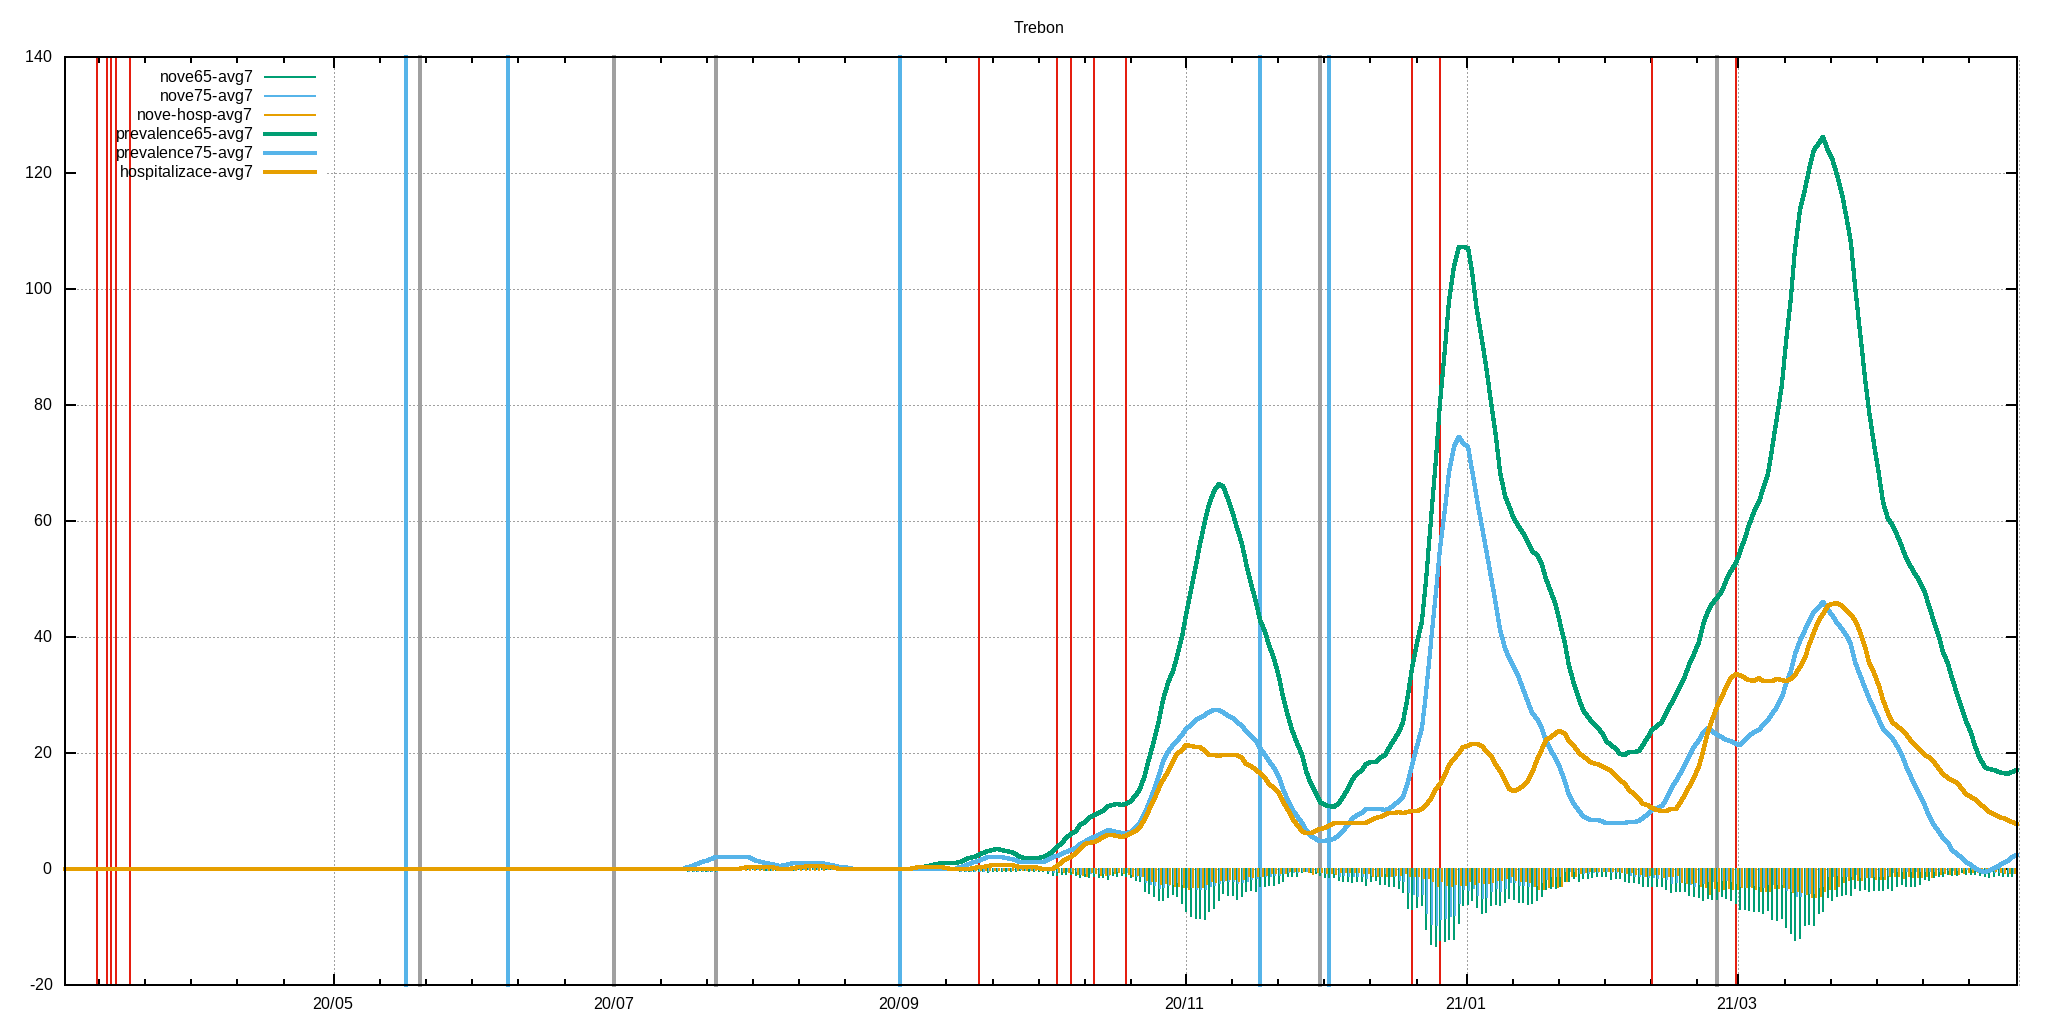 Trebon
140
nove65-avg7
nove75-avg7
nove-hosp-avg7
prevalence65-avg7
prevalence75-avg7
hospitalizace-avg7
120
100
80
60
40
20
0
-20
20/05 20/07 20/09 20/11 21/01 21/03